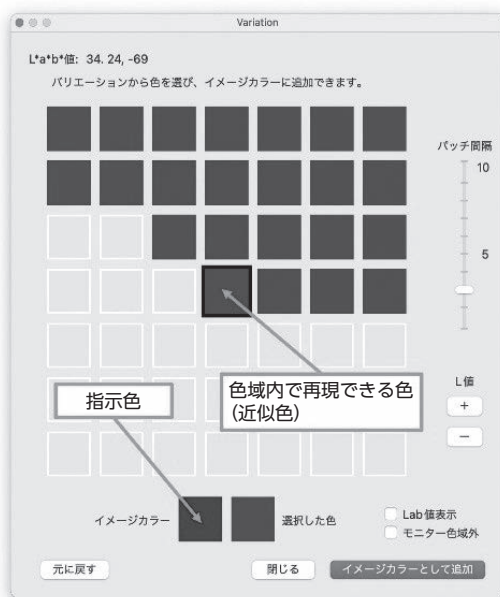 Variation
L*a*b*値: 34. 24, -69
バリエーションから色を選び、イメージカラーに追加できます。
パッチ間隔
10
5
色域内で再現できる色
(近似色)
指示色
L値
+
−
イメージカラー
選択した色
Lab値表示
モニター色域外
元に戻す
閉じる
イメージカラーとして追加